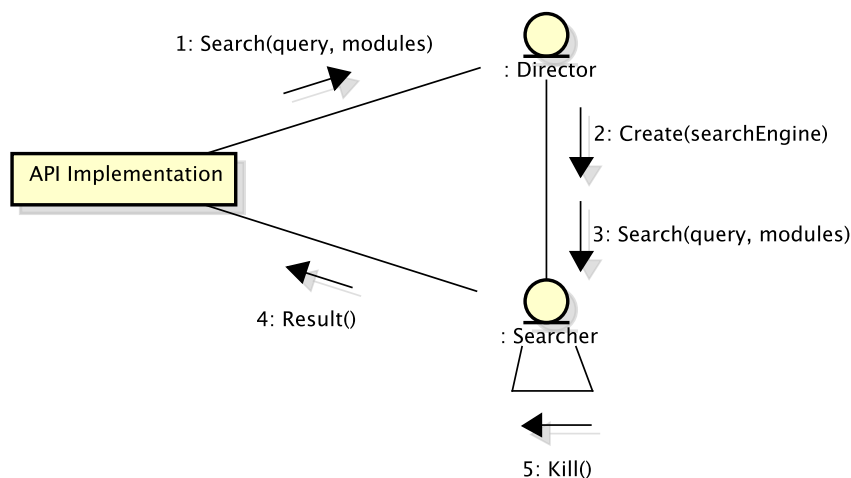 1: Search(query, modules)
: Director
2: Create(searchEngine)
API Implementation
3: Search(query, modules)
4: Result()
: Searcher
5: Kill()